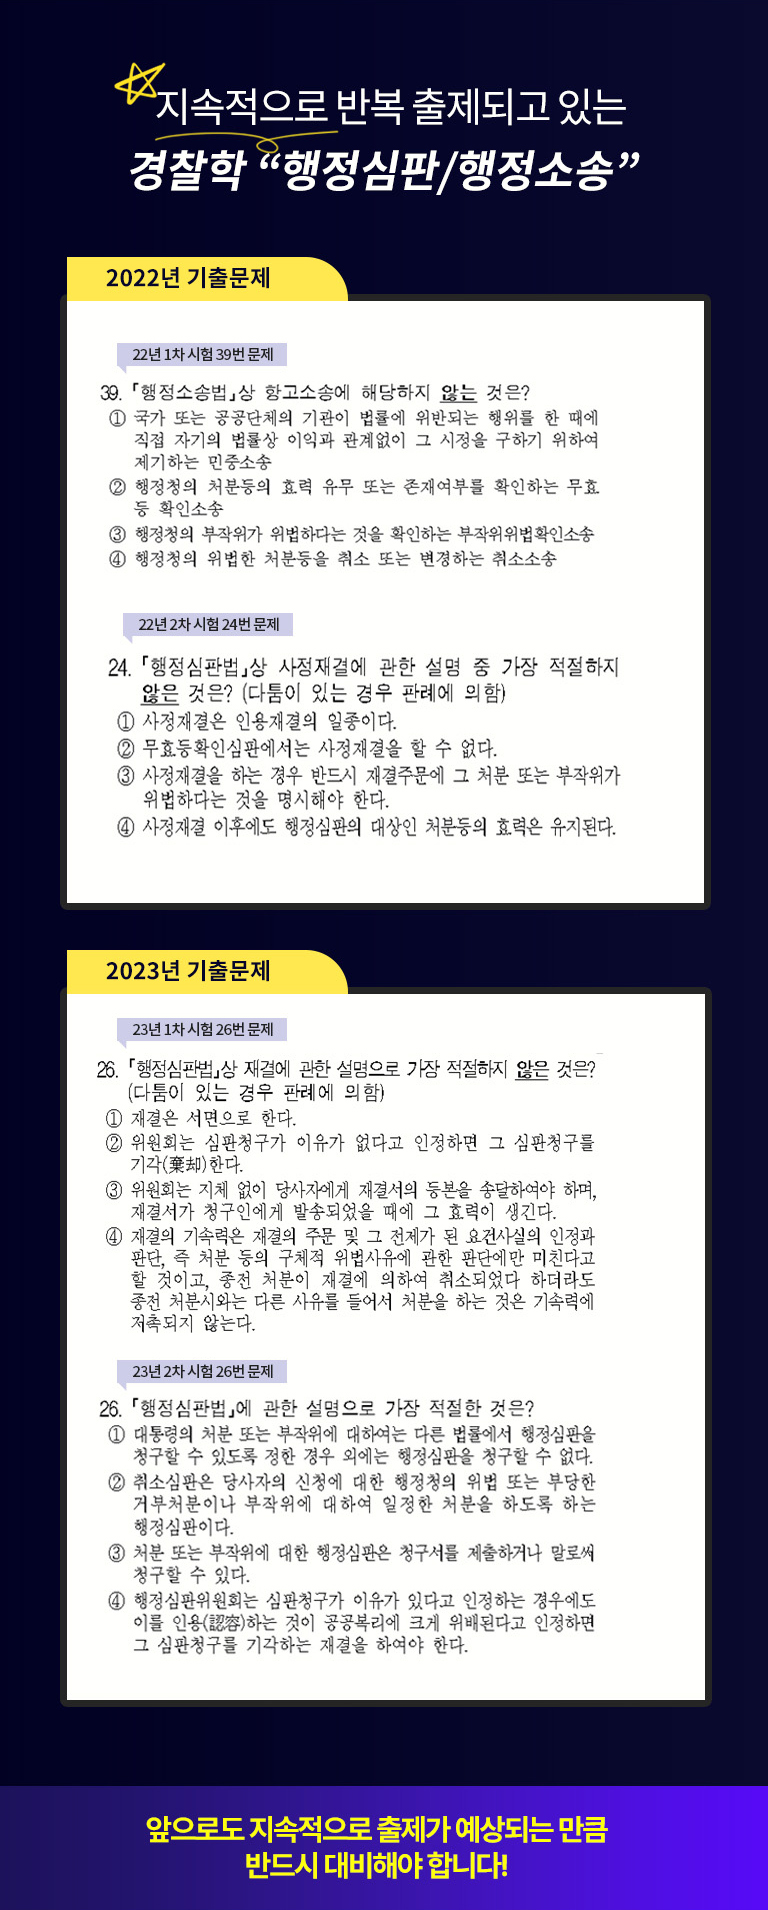 지속적으로 반복 출제되고 있는
경찰학 “행정심판/행정소송”
2022년 기출문제
22년 1차 시험 39번 문제
39. 「행정소송법」상 항고소송에 해당하지 않는 것은?
① 국가 또는 공공단체의 기관이 법률에 위반되는 행위를 한 때에
직접 자기의 법률상 이익과 관계없이 그 시정을 구하기 위하여
제기하는 민중소송
② 행정청의 처분등의 효력 유무 또는 존재여부를 확인하는 무효
등 확인소송
③ 행정청의 부작위가 위법하다는 것을 확인하는 부작위위법확인소송
④ 행정청의 위법한 처분등을 취소 또는 변경하는 취소소송
22년 2차 시험 24번 문제
24. 「행정심판법」상 사정재결에 관한 설명 중 가장 적절하지
않은 것은? (다툼이 있는 경우 판례에 의함)
① 사정재결은 인용재결의 일종이다.
② 무효등확인심판에서는 사정재결을 할 수 없다.
③ 사정재결을 하는 경우 반드시 재결주문에 그 처분 또는 부작위가
위법하다는 것을 명시해야 한다.
④ 사정재결 이후에도 행정심판의 대상인 처분등의 효력은 유지된다.
2023년 기출문제
23년 1차 시험 26번 문제
26. 「행정심판법」상 재결에 관한 설명으로 가장 적절하지 않은 것은?
(다툼이 있는 경우 판례에 의함)
① 재결은 서면으로 한다.
② 위원회는 심판청구가 이유가 없다고 인정하면 그 심판청구를
기각(棄却)한다.
③ 위원회는 지체 없이 당사자에게 재결서의 등본을 송달하여야 하며,
재결서가 청구인에게 발송되었을 때에 그 효력이 생긴다.
④ 재결의 기속력은 재결의 주문 및 그 전제가 된 요건사실의 인정과
판단, 즉 처분 등의 구체적 위법사유에 관한 판단에만 미친다고
할 것이고, 종전 처분이 재결에 의하여 취소되었다 하더라도
종전 처분시와는 다른 사유를 들어서 처분을 하는 것은 기속력에
저촉되지 않는다.
23년 2차 시험 26번 문제
26. 「행정심판법」에 관한 설명으로 가장 적절한 것은?
① 대통령의 처분 또는 부작위에 대하여는 다른 법률에서 행정심판을
청구할 수 있도록 정한 경우 외에는 행정심판을 청구할 수 없다.
② 취소심판은 당사자의 신청에 대한 행정청의 위법 또는 부당한
거부처분이나 부작위에 대하여 일정한 처분을 하도록 하는
행정심판이다.
③ 처분 또는 부작위에 대한 행정심판은 청구서를 제출하거나 말로써
청구할 수 있다.
④ 행정심판위원회는 심판청구가 이유가 있다고 인정하는 경우에도
이를 인용(認容)하는 것이 공공복리에 크게 위배된다고 인정하면
그 심판청구를 기각하는 재결을 하여야 한다.
앞으로도 지속적으로 출제가 예상되는 만큼
반드시 대비해야 합니다!